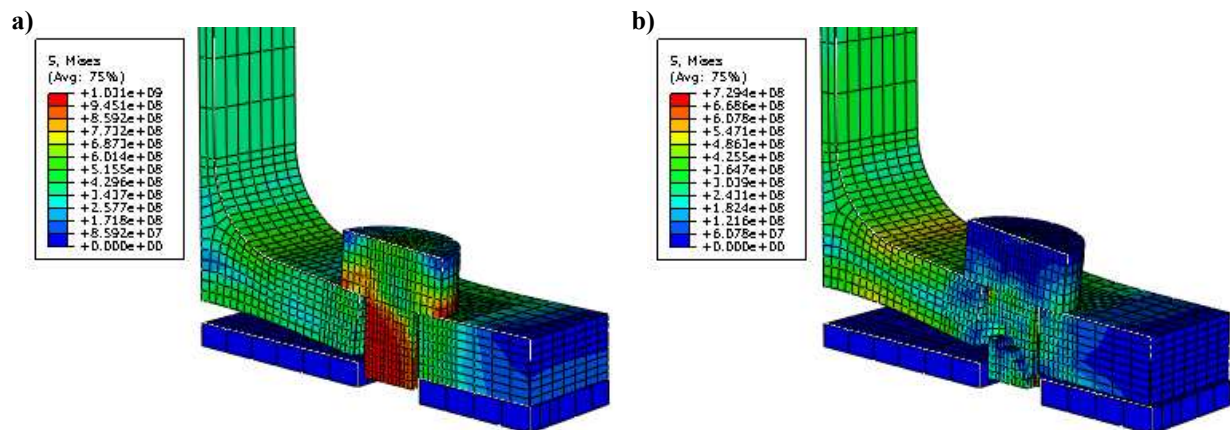 a)
S, Mises
(Avg: 75%)
+1.031e+09
+9.451e+08
+8.592e+08
+7.732e+08
+6.873e+08
+6.014e+08
+5.155e+08
+4.296e+08
+3.437e+08
+2.577e+08
+1.718e+08
+8.592e+07
+0.000e+00
b)
S, Mises
(Avg: 75%)
+7.294e+08
+6.686e+08
+6.078e+08
+5.471e+08
+4.863e+08
+4.255e+08
+3.647e+08
+3.039e+08
+2.431e+08
+1.824e+08
+1.216e+08
+6.078e+07
+0.000e+00